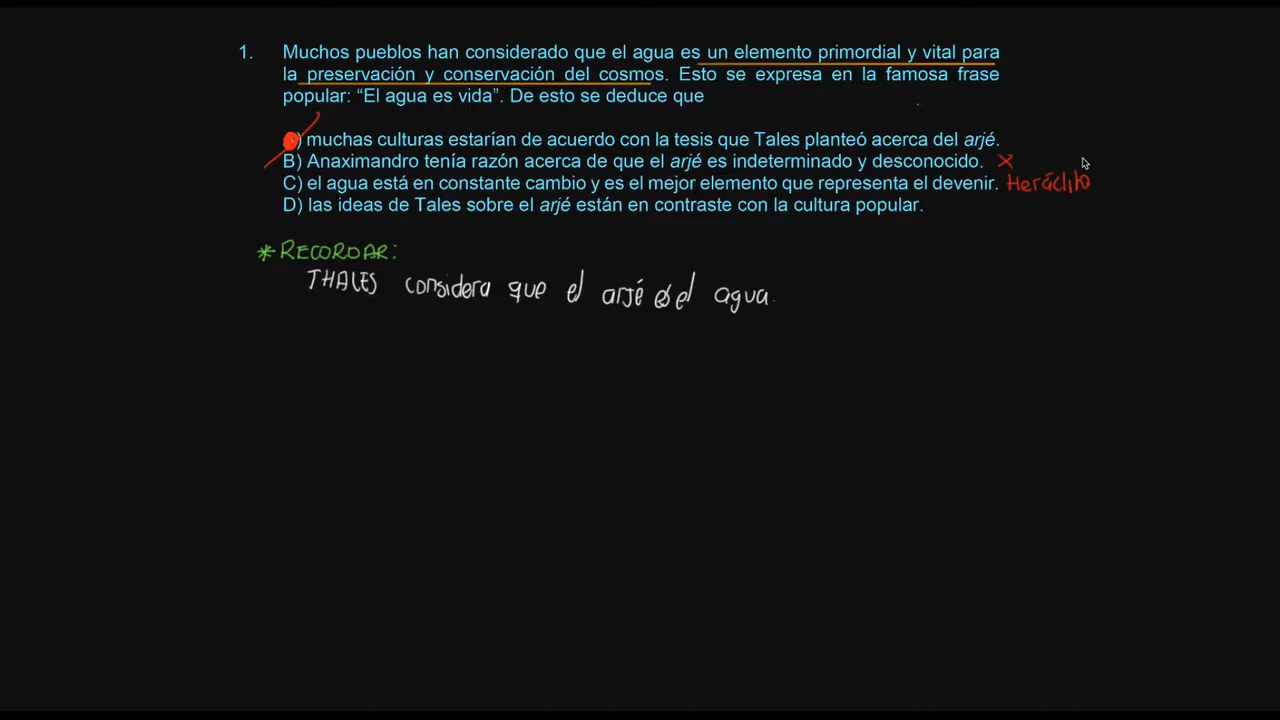 1. Muchos pueblos han considerado que el agua es un elemento primordial y vital para
la preservación y conservación del cosmos. Esto se expresa en la famosa frase
popular: “El agua es vida”. De esto se deduce que
) muchas culturas estarían de acuerdo con la tesis que Tales planteó acerca del arjé.
B) Anaximandro tenía razón acerca de que el arjé es indeterminado y desconocido. X
C) el agua está en constante cambio y es el mejor elemento que representa el devenir. Heráclito
D) las ideas de Tales sobre el arjé están en contraste con la cultura popular.
* RECORDAR:
THALES considera que el arjé es el agua.